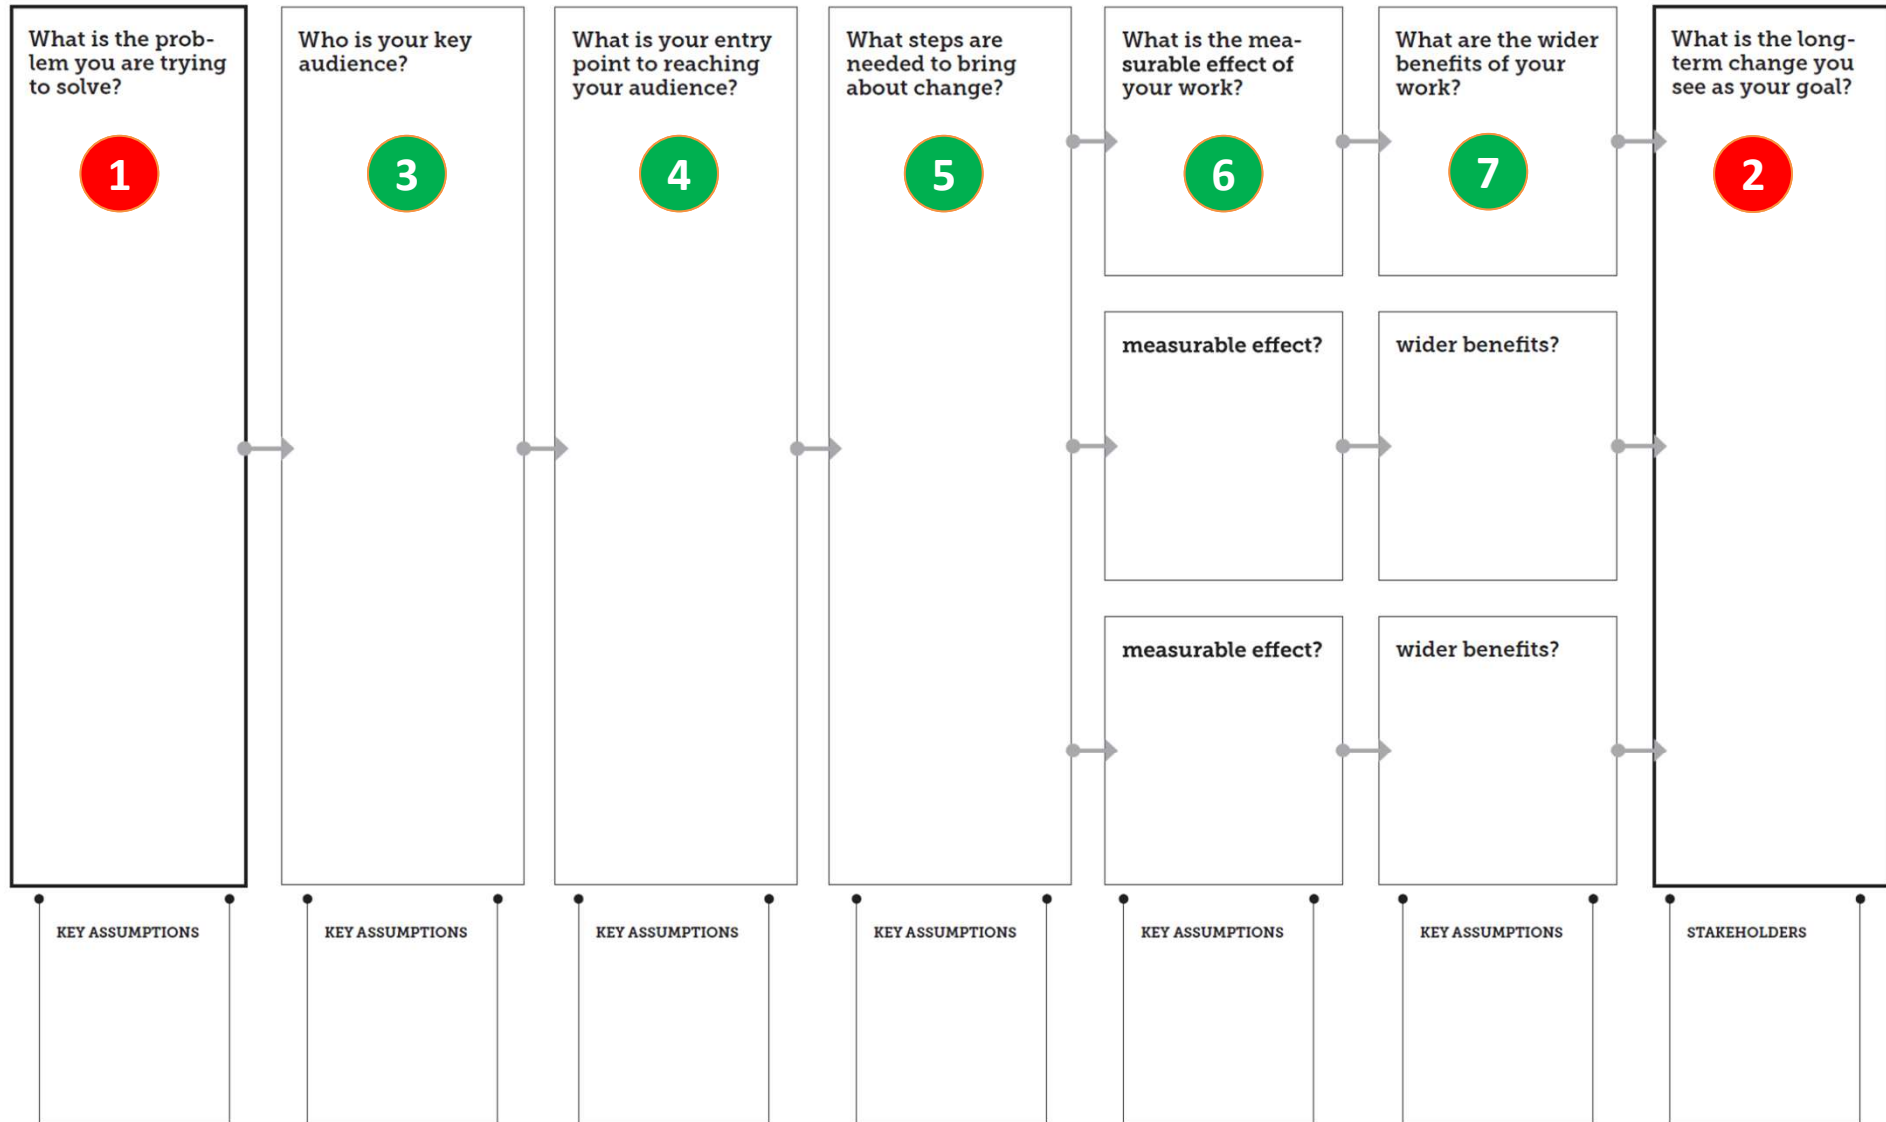 What is the prob-
lem you are trying
to solve?
1
Who is your key
audience?
3
What is your entry
point to reaching
your audience?
4
What steps are
needed to bring
about change?
5
What is the mea-
surable effect of
your work?
6
What are the wider
benefits of your
work?
7
What is the long-
term change you
see as your goal?
2
measurable effect?
wider benefits?
measurable effect?
wider benefits?
KEY ASSUMPTIONS
KEY ASSUMPTIONS
KEY ASSUMPTIONS
KEY ASSUMPTIONS
KEY ASSUMPTIONS
KEY ASSUMPTIONS
STAKEHOLDERS